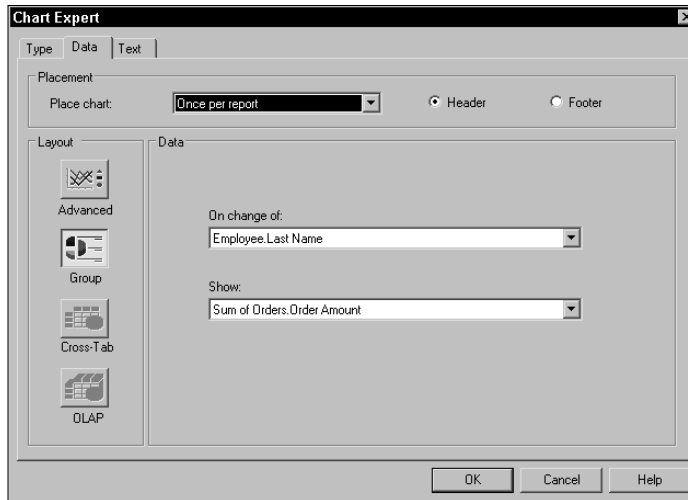 Chart Expert
Type Data Text
Placement
Place chart: Once per report Header Footer
Layout Data
Advanced
On change of:
Employee.Last Name
Group
Show:
Sum of Orders.Order Amount
Cross-Tab
OLAP
OK Cancel Help